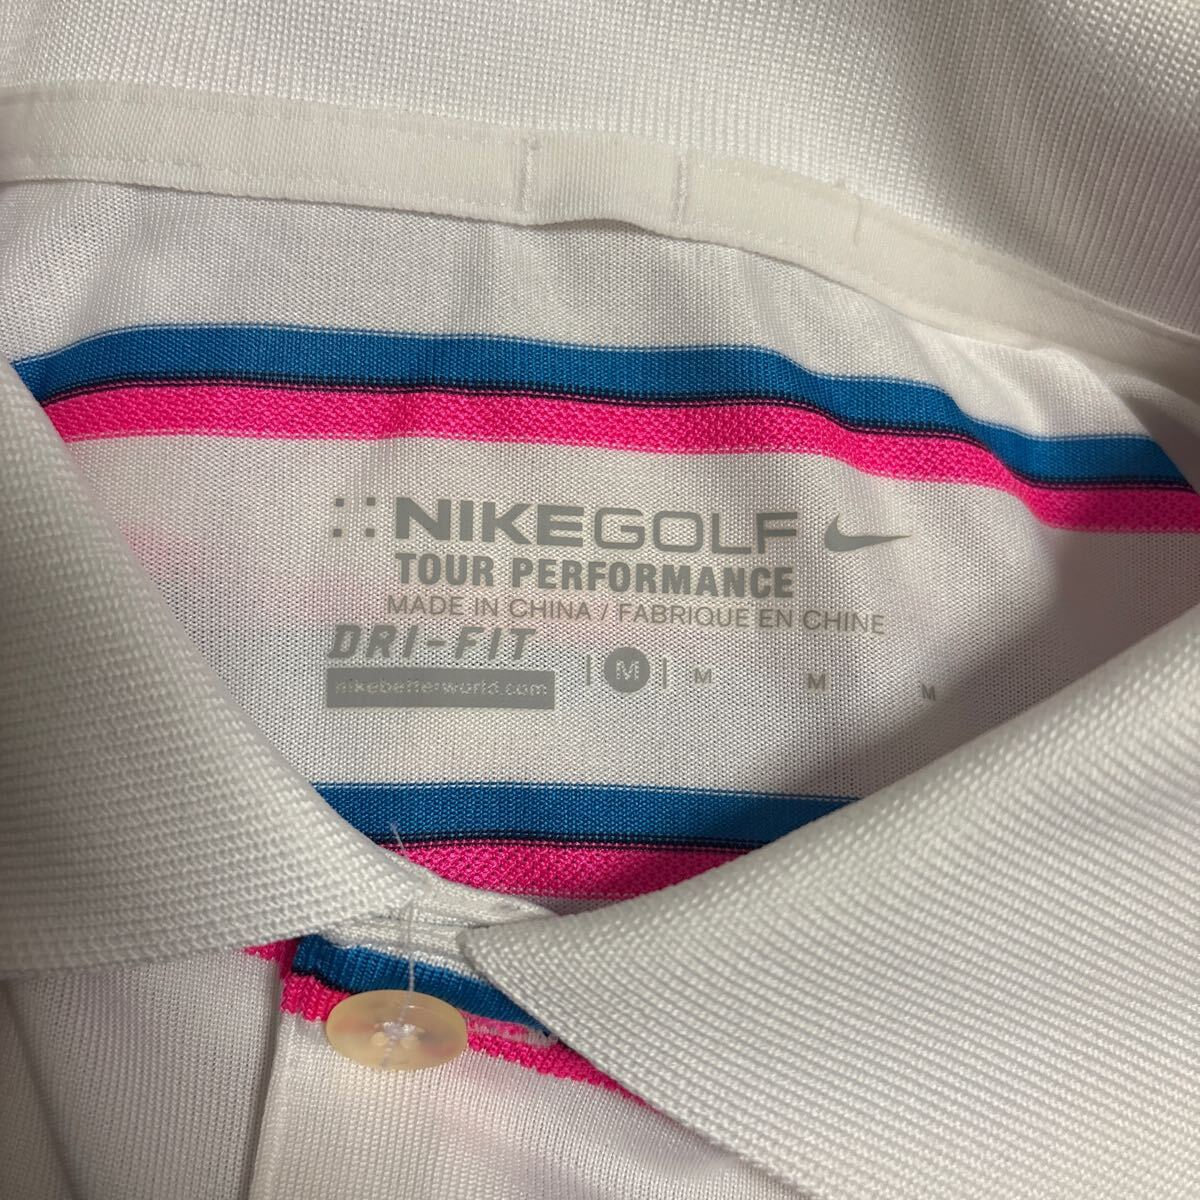 NIKEGOLF
TOUR PERFORMANCE
MADE IN CHINA / FABRIQUE EN CHINE
DRI-FIT
nikebetterworld.com
| M | M M M